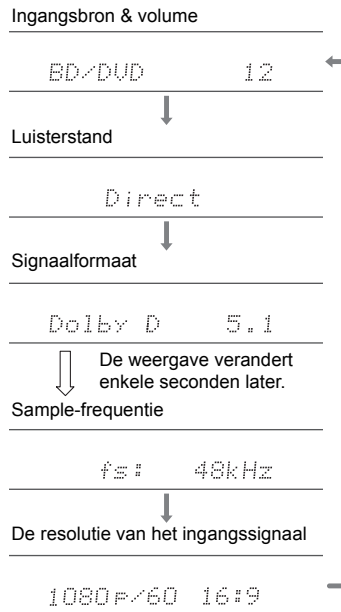 Ingangsbron & volume
BD/DVD 12
Luisterstand
Direct
Signaalformaat
Dolby D 5.1
De weergave verandert
enkele seconden later.
Sample-frequentie
fs: 48kHz
De resolutie van het ingangssignaal
1080p/60 16:9